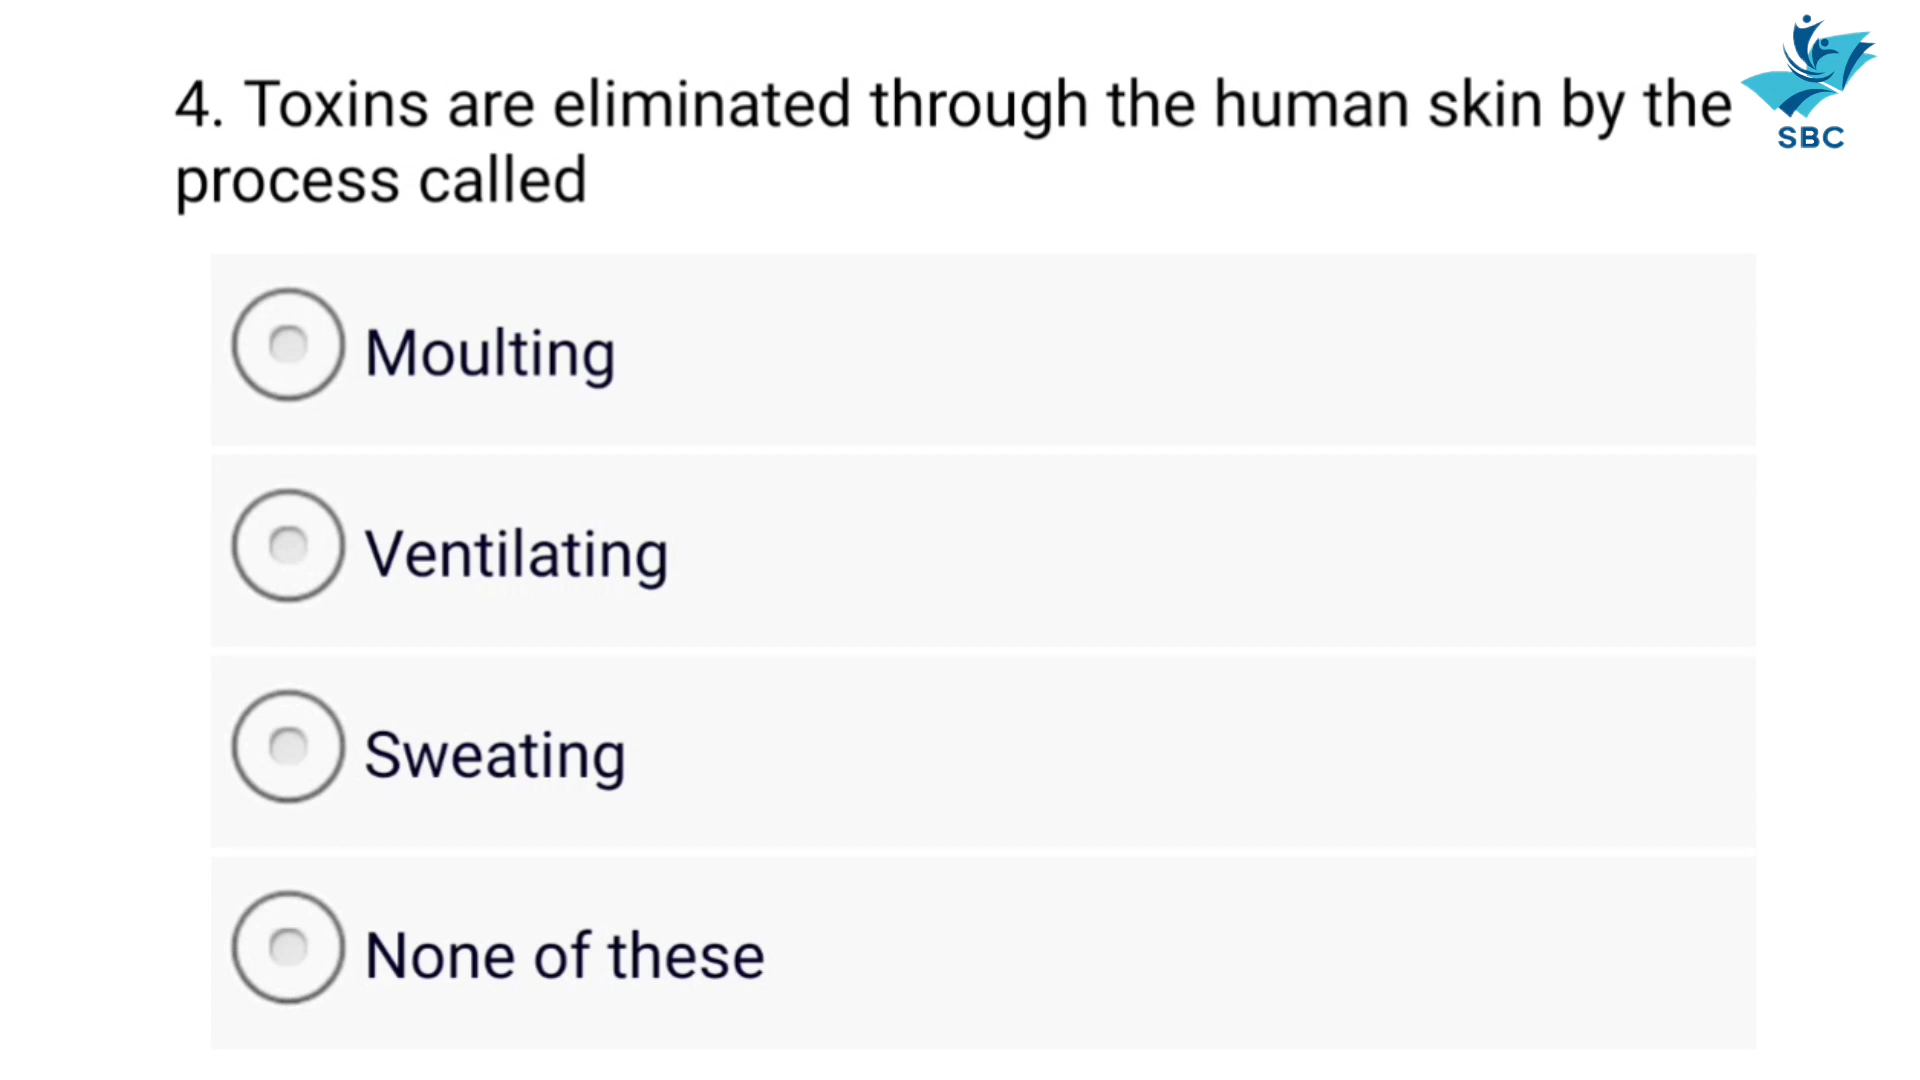 4. Toxins are eliminated through the human skin by the
process called
SBC
Moulting
Ventilating
Sweating
None of these